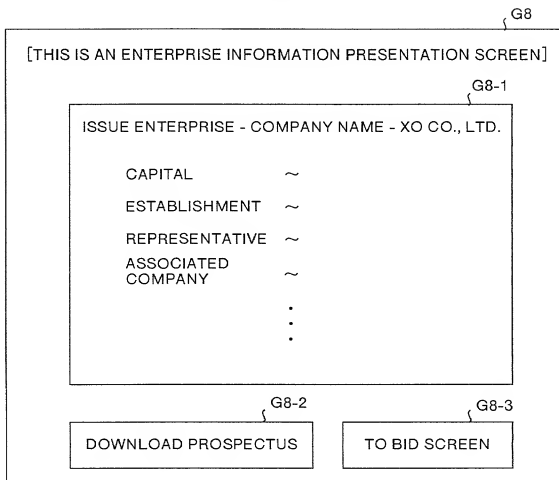 G8
[THIS IS AN ENTERPRISE INFORMATION PRESENTATION SCREEN]
G8-1
ISSUE ENTERPRISE - COMPANY NAME - XO CO., LTD.
CAPITAL ~
ESTABLISHMENT ~
REPRESENTATIVE ~
ASSOCIATED
COMPANY ~
G8-2
G8-3
DOWNLOAD PROSPECTUS
TO BID SCREEN